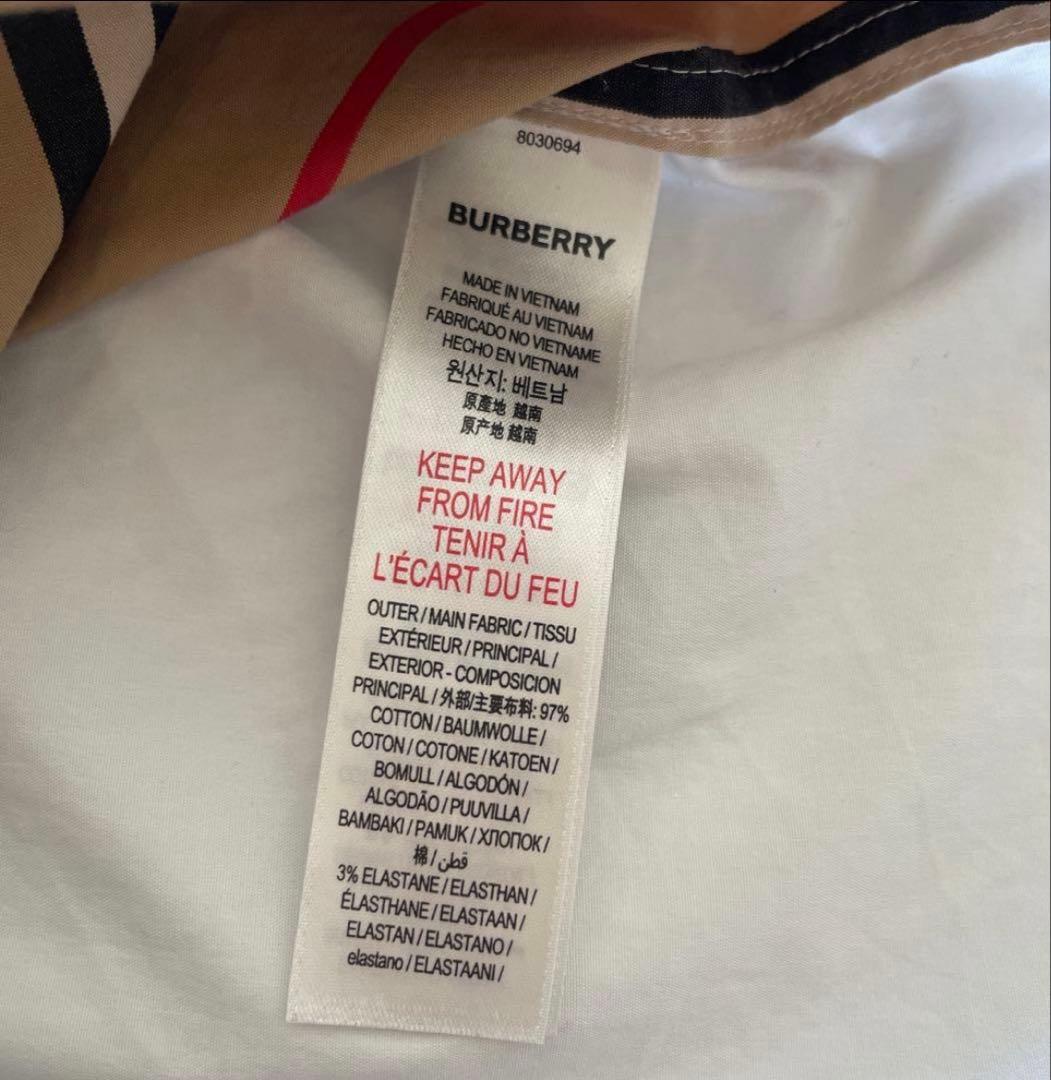 8030694
BURBERRY
MADE IN VIETNAM
FABRIQUÉ AU VIETNAM
FABRICADO NO VIETNAME
HECHO EN VIETNAM
원산지: 베트남
原產地 越南
原产地 越南
KEEP AWAY
FROM FIRE
TENIR À
L'ÉCART DU FEU
OUTER / MAIN FABRIC / TISSU
EXTÉRIEUR / PRINCIPAL /
EXTERIOR - COMPOSICION
PRINCIPAL / 外部/主要布料: 97%
COTTON / BAUMWOLLE /
COTON / COTONE / KATOEN /
BOMULL / ALGODÓN /
ALGODÃO / PUUVILLA /
BAMBAKI / PAMUK / ХЛОПОК /
棉 / قطن
3% ELASTANE / ELASTHAN /
ÉLASTHANE / ELASTAAN /
ELASTAN / ELASTANO /
elastano / ELASTAANI /